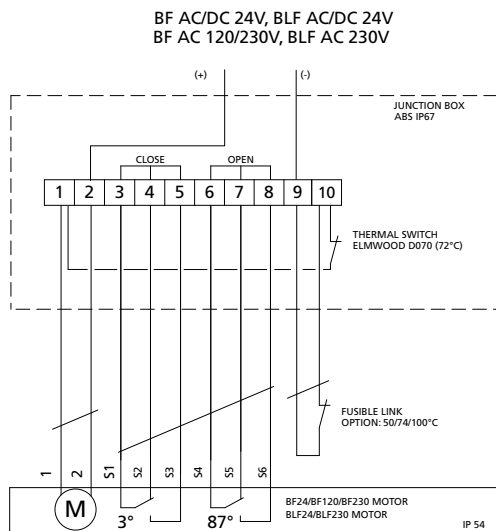 BF AC/DC 24V, BLF AC/DC 24V
BF AC 120/230V, BLF AC 230V
(+) (-)
JUNCTION BOX
ABS IP67
CLOSE OPEN
1 2 3 4 5 6 7 8 9 10
THERMAL SWITCH
ELMWOOD D070 (72°C)
FUSIBLE LINK
OPTION: 50/74/100°C
1 2 S1 S2 S3 S4 S5 S6
M 3° 87°
BF24/BF120/BF230 MOTOR
BLF24/BLF230 MOTOR
IP 54